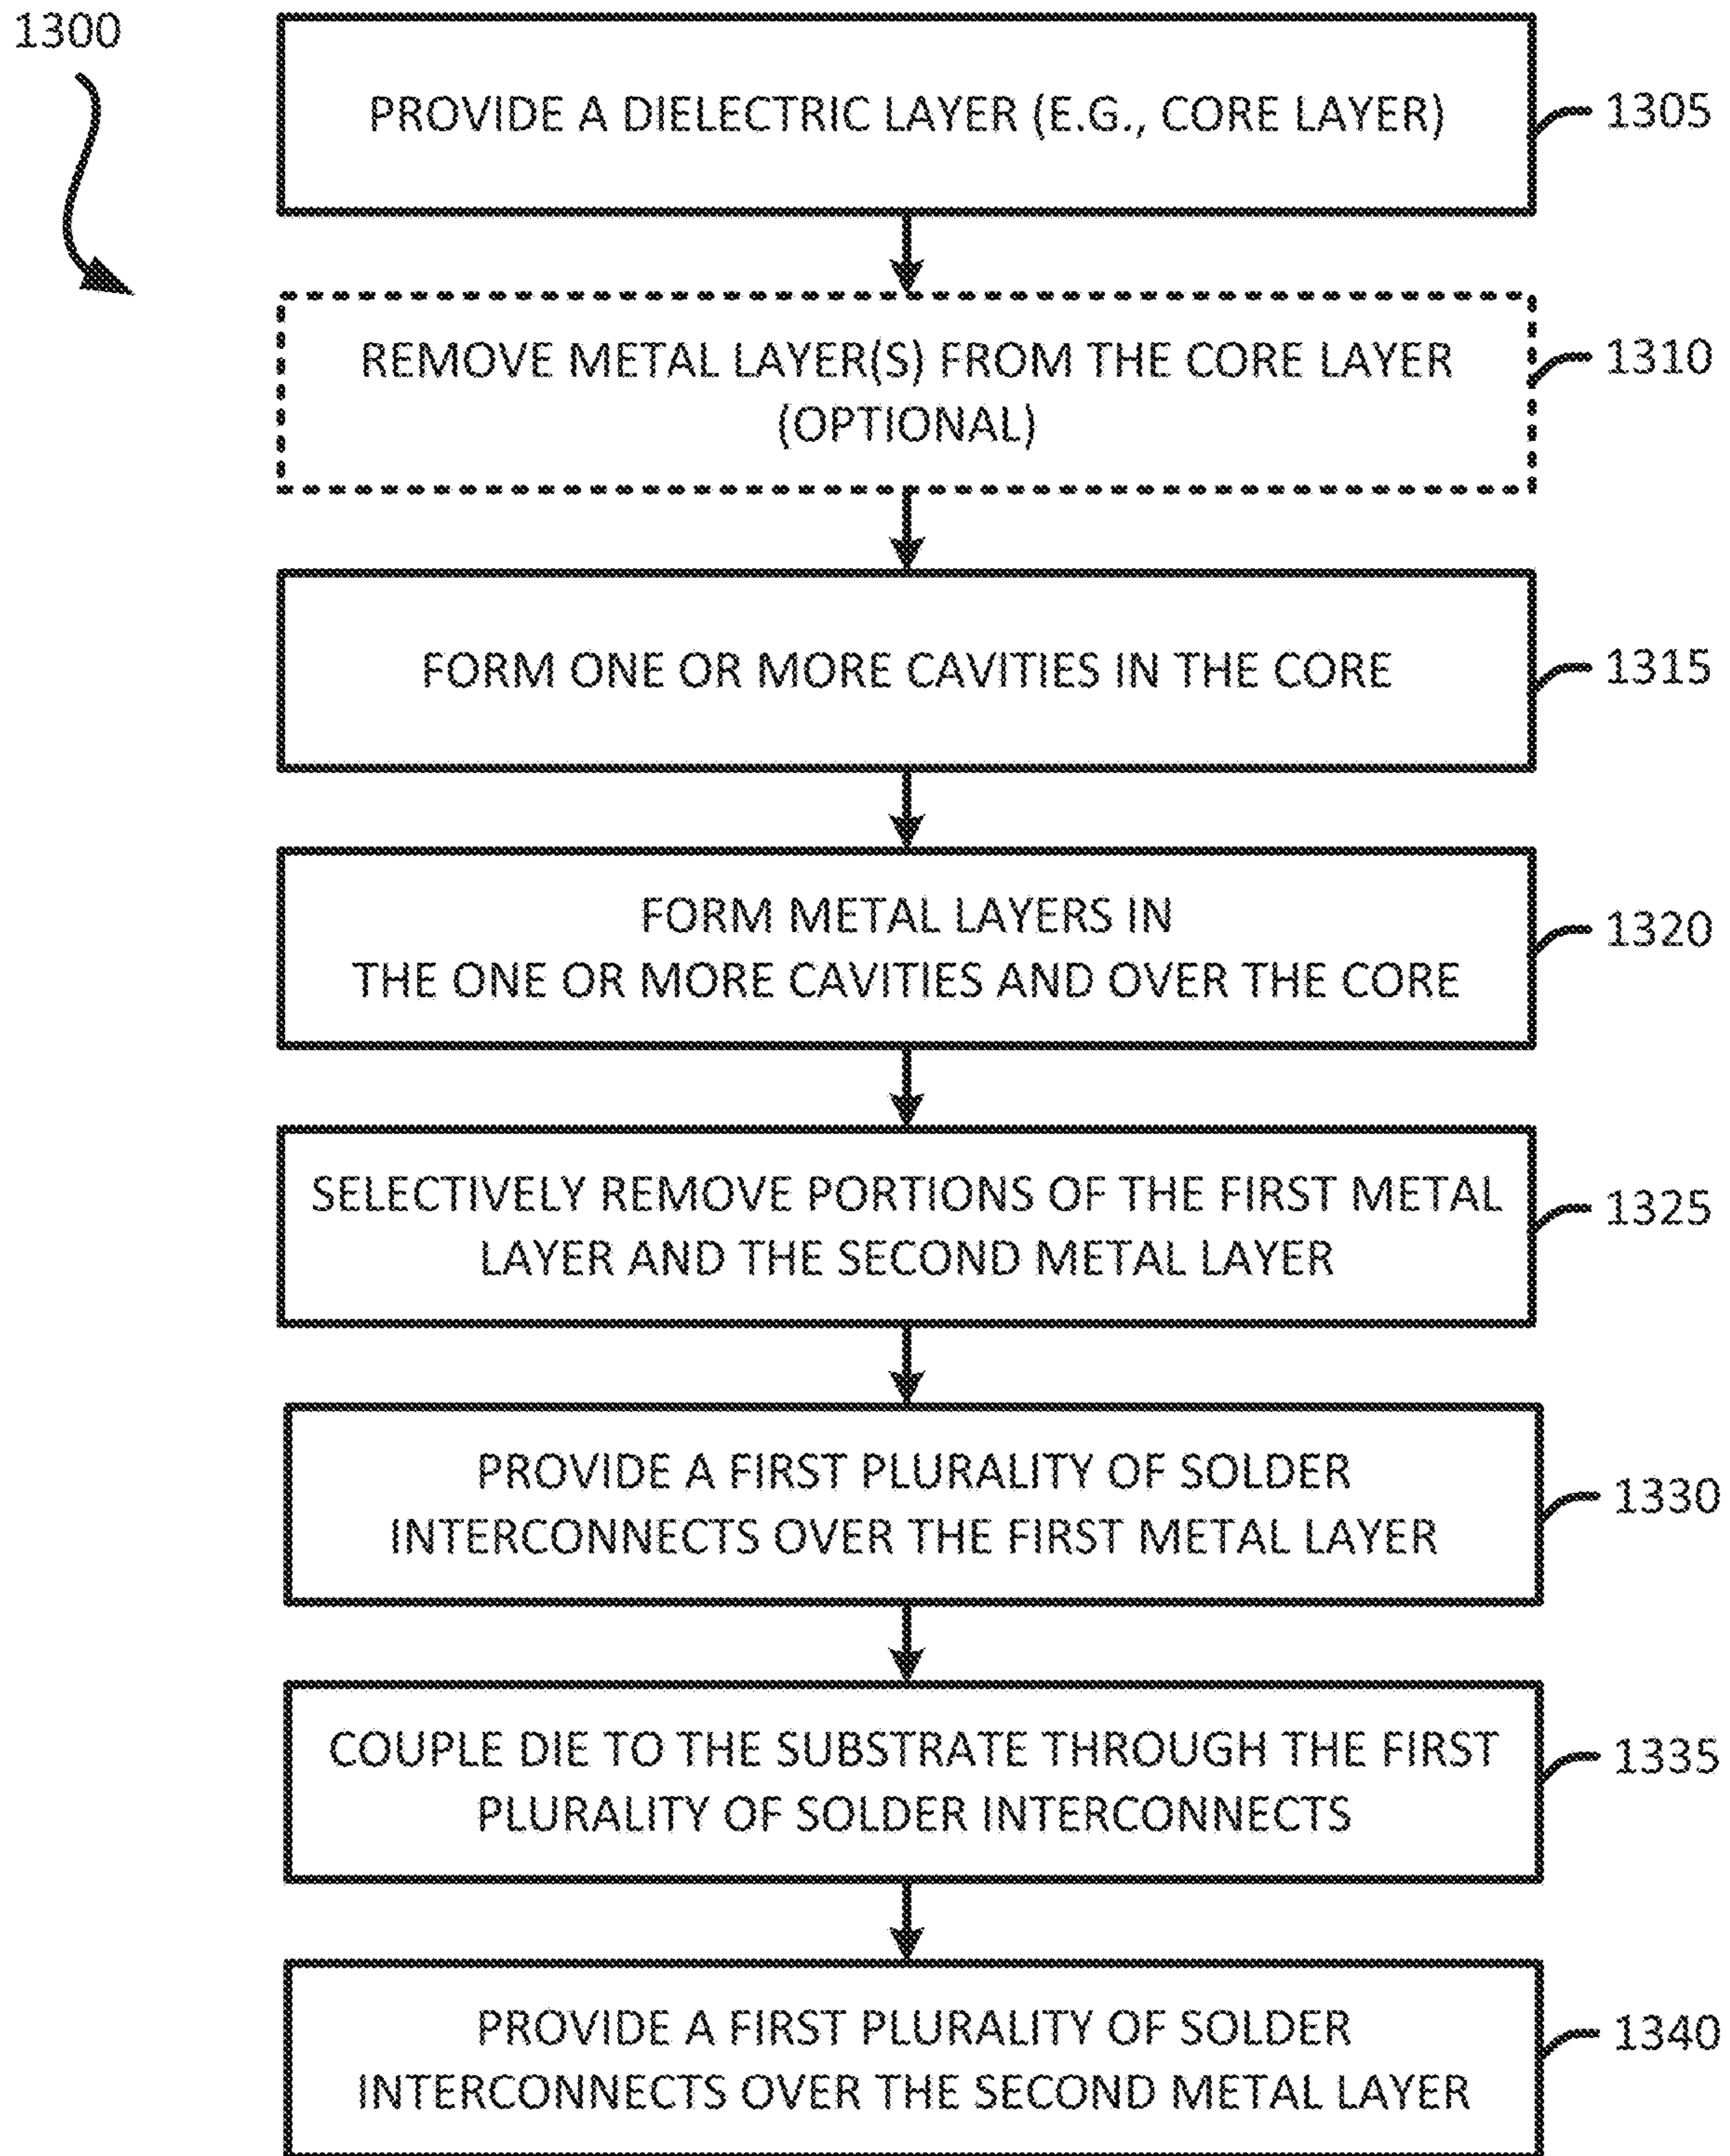 1300
PROVIDE A DIELECTRIC LAYER (E.G., CORE LAYER)
1305
REMOVE METAL LAYER(S) FROM THE CORE LAYER
(OPTIONAL)
1310
FORM ONE OR MORE CAVITIES IN THE CORE
1315
FORM METAL LAYERS IN
THE ONE OR MORE CAVITIES AND OVER THE CORE
1320
SELECTIVELY REMOVE PORTIONS OF THE FIRST METAL
LAYER AND THE SECOND METAL LAYER
1325
PROVIDE A FIRST PLURALITY OF SOLDER
INTERCONNECTS OVER THE FIRST METAL LAYER
1330
COUPLE DIE TO THE SUBSTRATE THROUGH THE FIRST
PLURALITY OF SOLDER INTERCONNECTS
1335
PROVIDE A FIRST PLURALITY OF SOLDER
INTERCONNECTS OVER THE SECOND METAL LAYER
1340